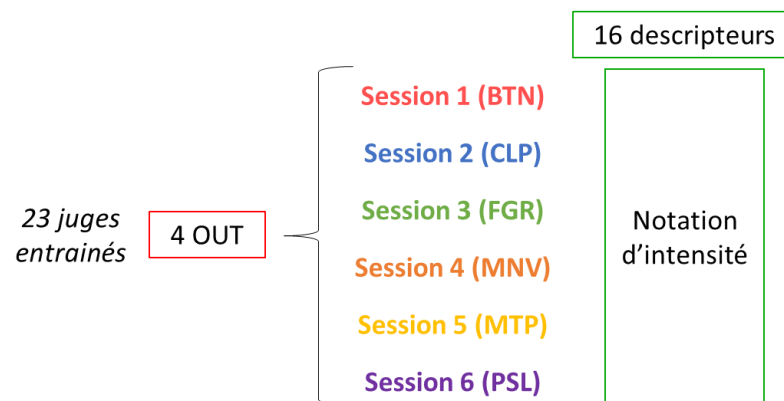 16 descripteurs
Session 1 (BTN)
Session 2 (CLP)
Session 3 (FGR)
Session 4 (MNV)
Session 5 (MTP)
Session 6 (PSL)
23 juges
entrainés
4 OUT
Notation
d'intensité